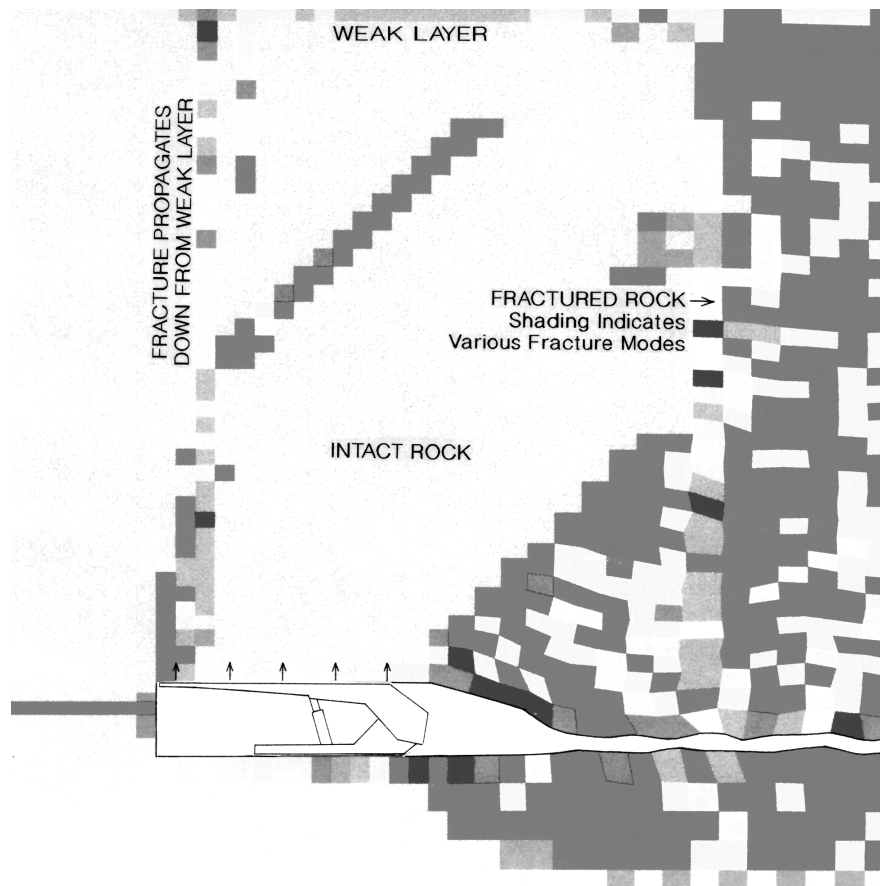 WEAK LAYER
FRACTURE PROPAGATES
DOWN FROM WEAK LAYER
FRACTURED ROCK
Shading Indicates
Various Fracture Modes
INTACT ROCK